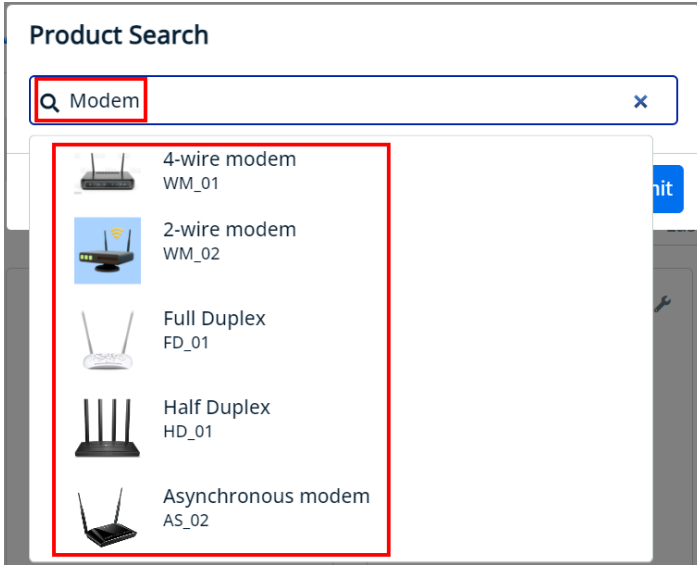 Product Search
Modem
4-wire modem
WM_01
2-wire modem
WM_02
Full Duplex
FD_01
Half Duplex
HD_01
Asynchronous modem
AS_02